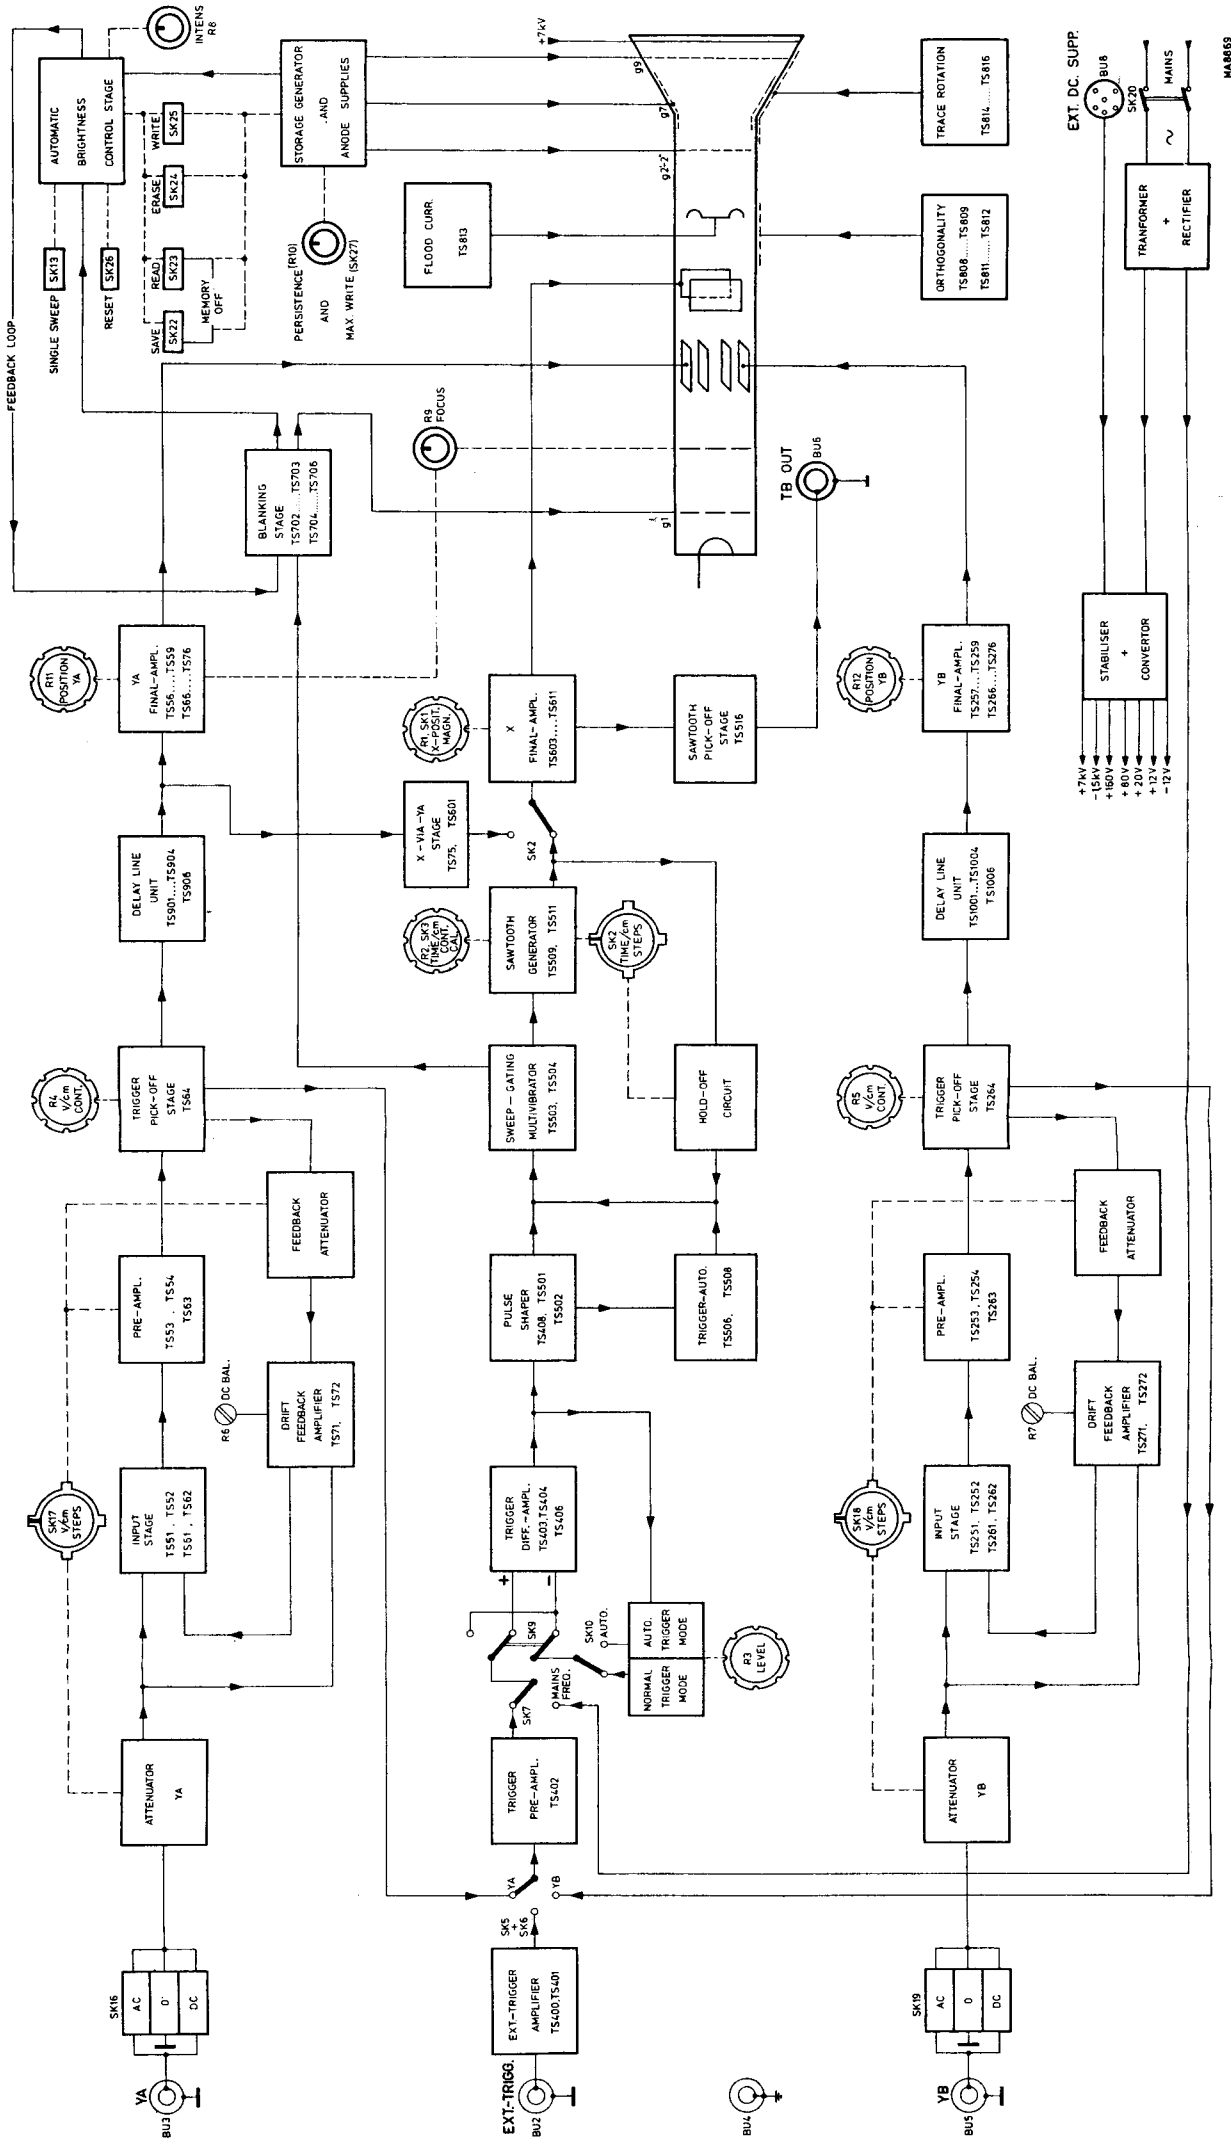 YA
BU3
SK16
AC
0
DC
ATTENUATOR
YA
SK17
V/cm
STEPS
INPUT
STAGE
TS51 , TS52
TS61 , TS62
PRE-AMPL.
TS53 , TS54
TS63
R4
V/cm
CONT.
TRIGGER
PICK-OFF
STAGE
TS64
DELAY LINE
UNIT
TS901....TS904
TS906
R11
POSITION
YA
YA
FINAL-AMPL.
TS56......TS59
TS66......TS76
R6
DC BAL.
DRIFT
FEEDBACK
AMPLIFIER
TS71, TS72
FEEDBACK
ATTENUATOR
FEEDBACK LOOP
BLANKING
STAGE
TS702......TS703
TS704......TS706
AUTOMATIC
BRIGHTNESS
CONTROL STAGE
INTENS
R8
SINGLE SWEEP
SK13
RESET
SK26
SAVE
SK22
READ
SK23
ERASE
SK24
WRITE
SK25
MEMORY
OFF
STORAGE GENERATOR
AND
ANODE SUPPLIES
PERSISTENCE (R10)
AND
MAX. WRITE (SK27)
EXT.-TRIGG.
BU2
EXT.-TRIGGER
AMPLIFIER
TS400,TS401
SK5
+
SK6
YA
YB
TRIGGER
PRE-AMPL.
TS402
SK7
MAINS
FREQ.
SK9
+
-
SK10
AUTO.
NORMAL
TRIGGER
MODE
AUTO.
TRIGGER
MODE
R3
LEVEL
TRIGGER
DIFF.-AMPL.
TS403,TS404
TS406
PULSE
SHAPER
TS408, TS501
TS502
TRIGGER-AUTO.
TS506, TS508
SWEEP-GATING
MULTIVIBRATOR
TS503, TS504
HOLD-OFF
CIRCUIT
R2, SK3
TIME/cm
CONT.
CAL.
SAWTOOTH
GENERATOR
TS509, TS511
SK2
TIME/cm
STEPS
X-VIA-YA
STAGE
TS75, TS601
SK2
R1, SK1
X-POSIT.
MAGN.
X
FINAL-AMPL.
TS603....TS611
SAWTOOTH
PICK-OFF
STAGE
TS516
R9
FOCUS
TB OUT
BU6
FLOOD CURR.
TS813
g1
g2-2'
g7
g9
+7kV
ORTHOGONALITY
TS808......TS809
TS811......TS812
TRACE ROTATION
TS814......TS816
BU4
YB
BU5
SK19
AC
0
DC
ATTENUATOR
YB
SK18
V/cm
STEPS
INPUT
STAGE
TS251, TS252
TS261, TS262
PRE-AMPL.
TS253, TS254
TS263
R5
V/cm
CONT.
TRIGGER
PICK-OFF
STAGE
TS264
DELAY LINE
UNIT
TS1001...TS1004
TS1006
R12
POSITION
YB
YB
FINAL-AMPL.
TS257....TS259
TS266....TS276
R7
DC BAL.
DRIFT
FEEDBACK
AMPLIFIER
TS271, TS272
FEEDBACK
ATTENUATOR
+7kV
-1,5kV
+160V
+80V
+20V
+12V
-12V
STABILISER
+
CONVERTOR
TRANFORMER
+
RECTIFIER
EXT. DC. SUPP.
BU8
SK20
MAINS
~
MA8669